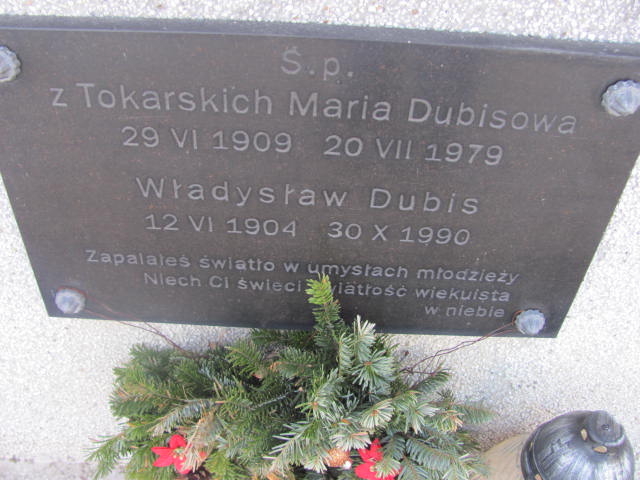 Ś.p.
z Tokarskich Maria Dubisowa
29 VI 1909 20 VII 1979
Władysław Dubis
12 VI 1904 30 X 1990
Zapalałeś światło w umysłach młodzieży
Niech Ci świeci światłość wiekuista
w niebie